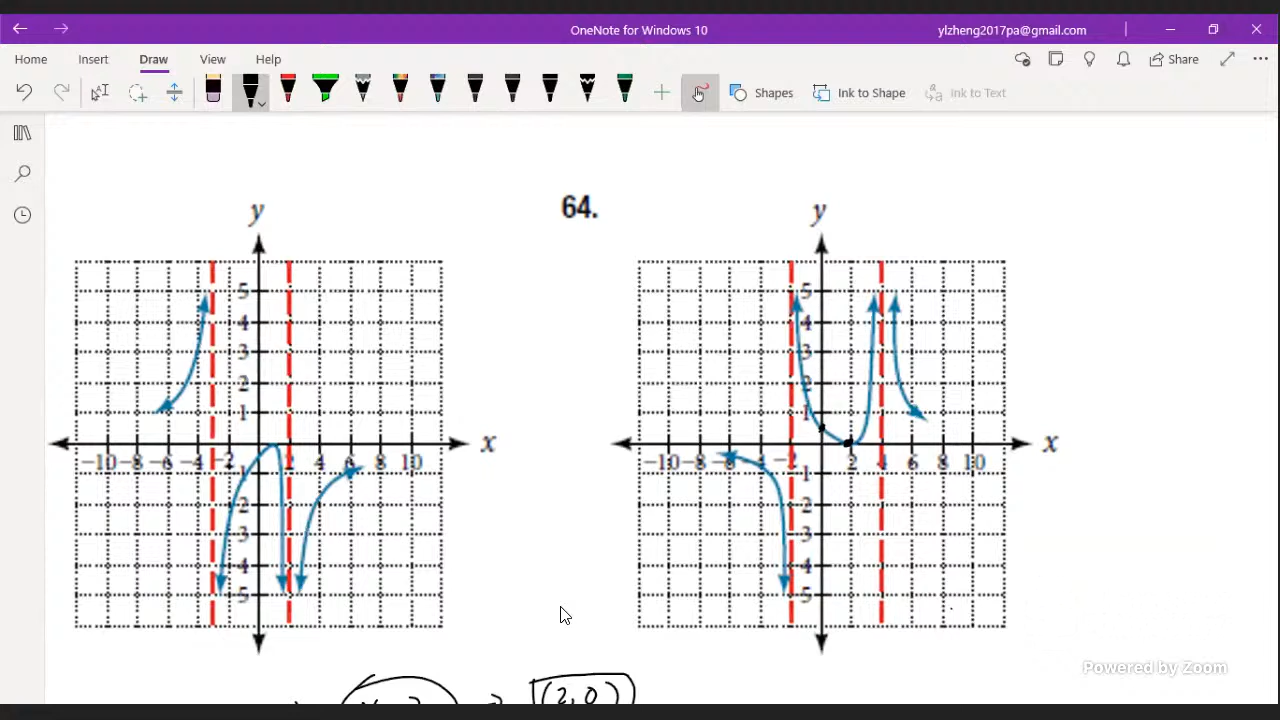 OneNote for Windows 10
ylzheng2017pa@gmail.com
Home Insert Draw View Help
Share
Shapes Ink to Shape Ink to Text
64.
y
y
5
4
3
2
1
x
-10 -8 -6 -4 -2 2 4 6 8 10
1
2
3
4
5
5
4
3
2
1
x
-10 -8 -6 -4 -2 2 4 6 8 10
1
2
3
4
5
(2,0)
Powered by Zoom